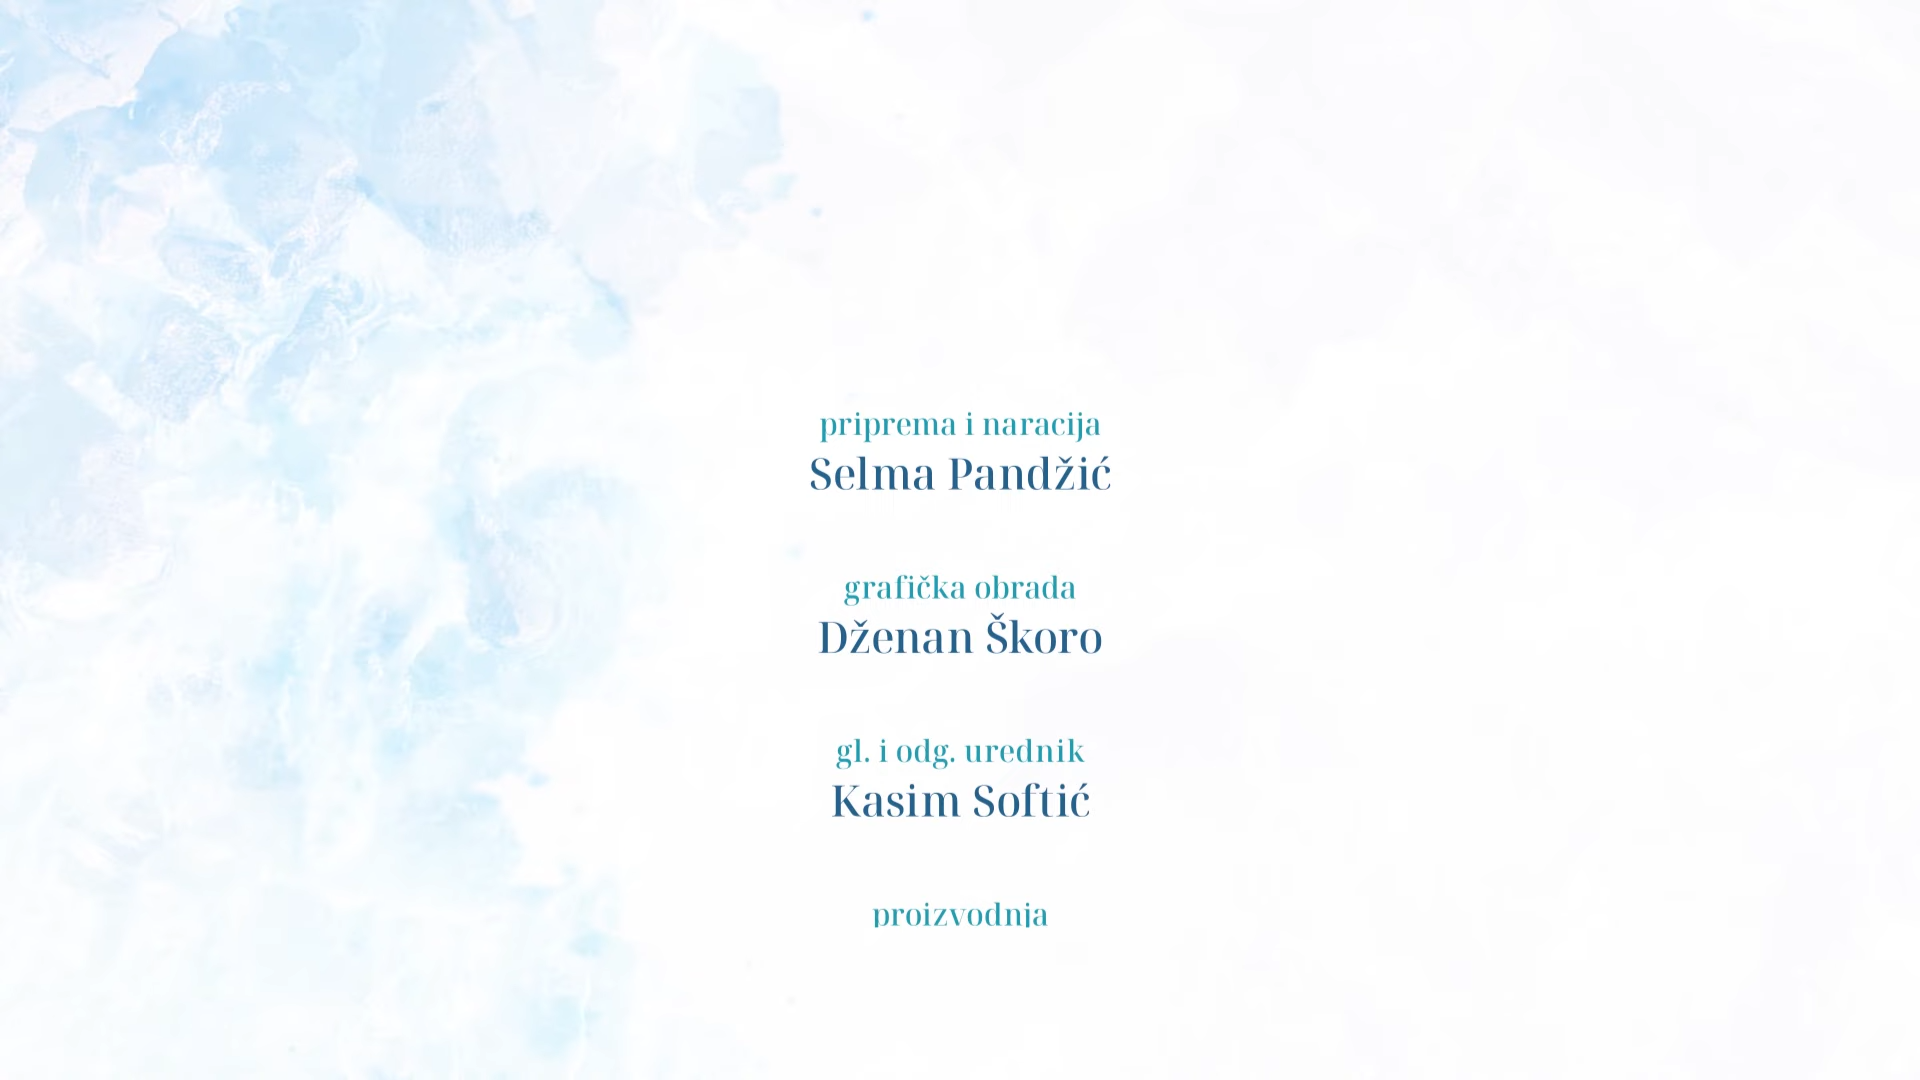 priprema i naracija
Selma Pandžić
grafička obrada
Dženan Škoro
gl. i odg. urednik
Kasim Softić
proizvodnja